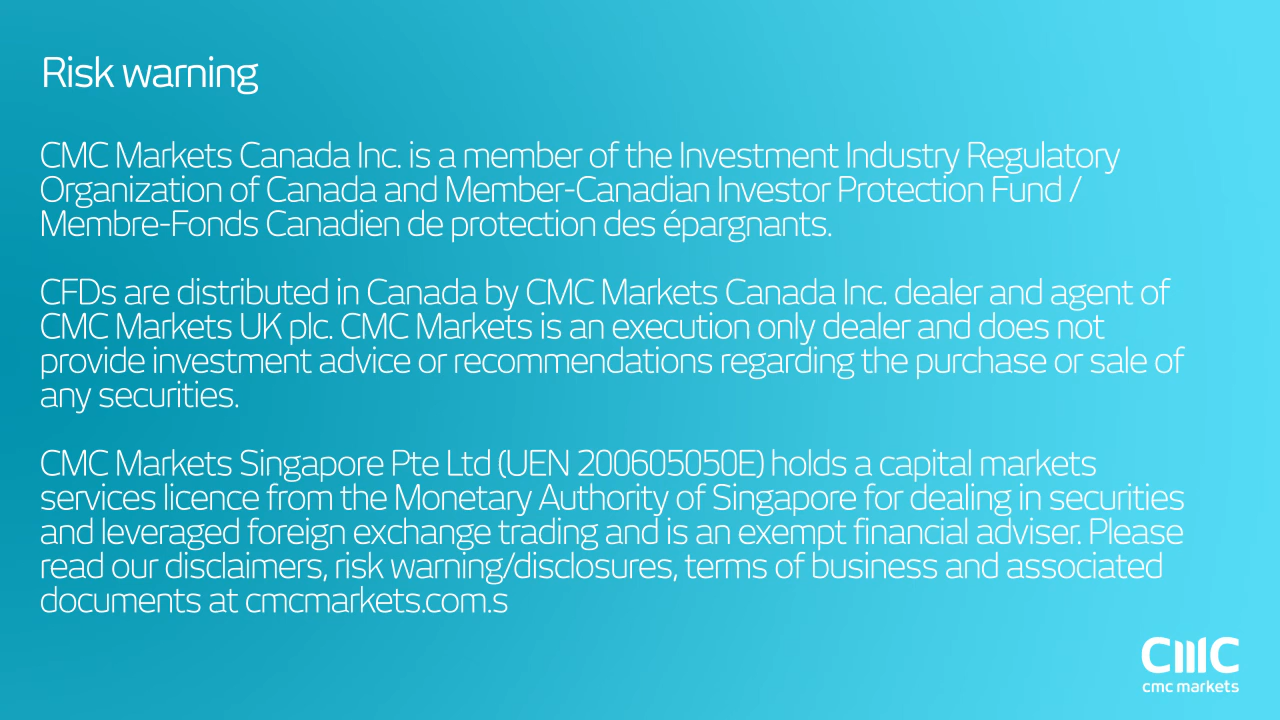 Risk warning
CMC Markets Canada Inc. is a member of the Investment Industry Regulatory
Organization of Canada and Member-Canadian Investor Protection Fund /
Membre-Fonds Canadien de protection des épargnants.
CFDs are distributed in Canada by CMC Markets Canada Inc. dealer and agent of
CMC Markets UK plc. CMC Markets is an execution only dealer and does not
provide investment advice or recommendations regarding the purchase or sale of
any securities.
CMC Markets Singapore Pte Ltd (UEN 200605050E) holds a capital markets
services licence from the Monetary Authority of Singapore for dealing in securities
and leveraged foreign exchange trading and is an exempt financial adviser. Please
read our disclaimers, risk warning/disclosures, terms of business and associated
documents at cmcmarkets.com.s
cmc
cmc markets